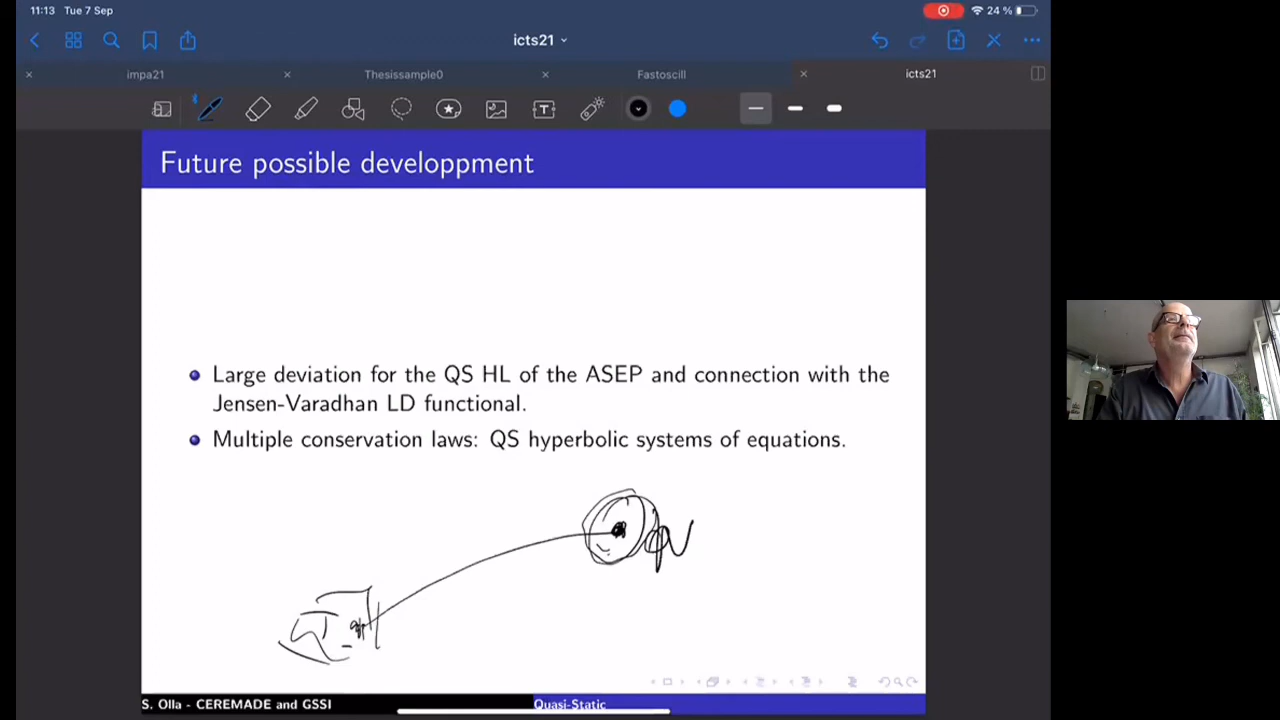 11:13 Tue 7 Sep
24 %
icts21
impa21
Thesissample0
Fastoscill
icts21
Future possible developpment
Large deviation for the QS HL of the ASEP and connection with the
Jensen-Varadhan LD functional.
Multiple conservation laws: QS hyperbolic systems of equations.
S. Olla - CEREMADE and GSSI
Quasi-Static